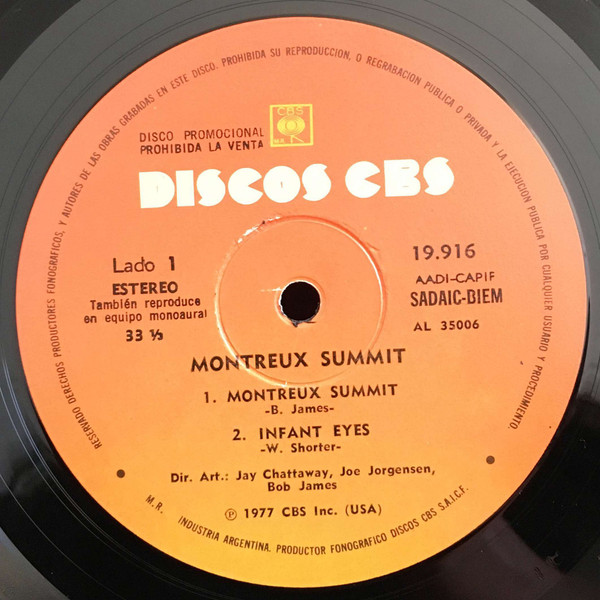 RESERVADO DERECHOS PRODUCTORES FONOGRAFICOS, Y AUTORES DE LAS OBRAS GRABADAS EN ESTE DISCO. PROHIBIDA SU REPRODUCCION, O REGRABACION PUBLICA O PRIVADA Y LA EJECUCION PUBLICA POR CUALQUIER USUARIO Y PROCEDIMIENTO.
CBS
M.R.
DISCO PROMOCIONAL
PROHIBIDA LA VENTA
DISCOS CBS
Lado 1
ESTEREO
También reproduce
en equipo monoaural
33 ⅓
19.916
AADI-CAPIF
SADAIC-BIEM
AL 35006
MONTREUX SUMMIT
1. MONTREUX SUMMIT
-B. James-
2. INFANT EYES
-W. Shorter-
Dir. Art.: Jay Chattaway, Joe Jorgensen,
Bob James
℗ 1977 CBS Inc. (USA)
M.R. INDUSTRIA ARGENTINA. PRODUCTOR FONOGRAFICO DISCOS CBS S.A.I.C.F.